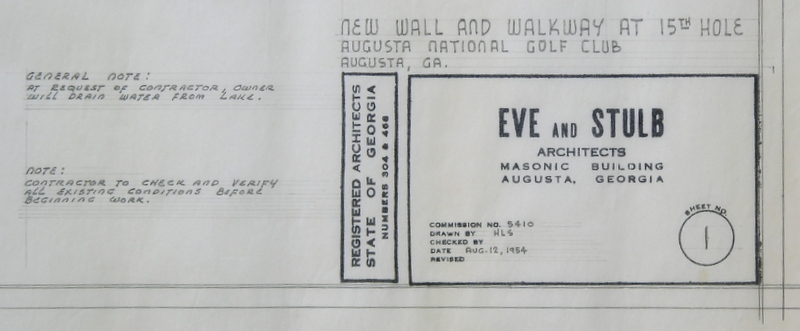 NEW WALL AND WALKWAY AT 15TH HOLE
AUGUSTA NATIONAL GOLF CLUB
AUGUSTA, GA.
GENERAL NOTE:
AT REQUEST OF CONTRACTOR, OWNER
WILL DRAIN WATER FROM LAKE.
NOTE:
CONTRACTOR TO CHECK AND VERIFY
ALL EXISTING CONDITIONS BEFORE
BEGINNING WORK.
REGISTERED ARCHITECTS
STATE OF GEORGIA
NUMBERS 304 & 466
EVE AND STULB
ARCHITECTS
MASONIC BUILDING
AUGUSTA, GEORGIA
COMMISSION NO. 5410
DRAWN BY HLS
CHECKED BY
DATE AUG. 12, 1954
REVISED
SHEET NO.
1